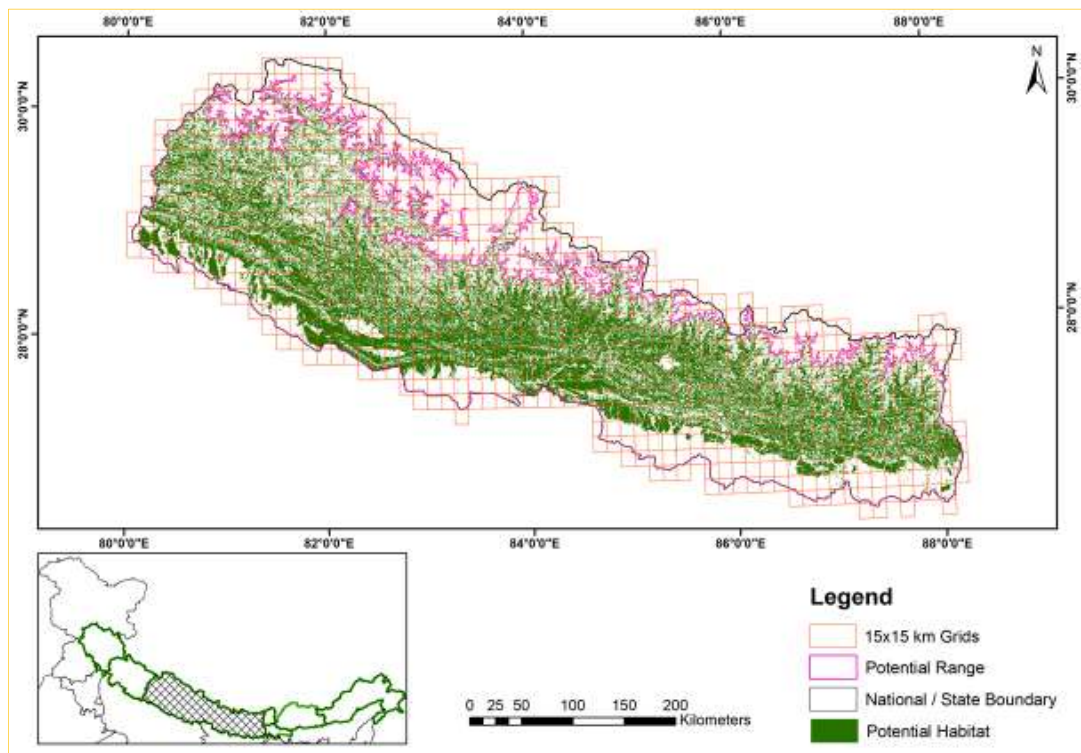 80°0'0"E 82°0'0"E 84°0'0"E 86°0'0"E 88°0'0"E
N
30°0'0"N
30°0'0"N
28°0'0"N
28°0'0"N
80°0'0"E 82°0'0"E 84°0'0"E 86°0'0"E 88°0'0"E
Legend
15x15 km Grids
Potential Range
National / State Boundary
Potential Habitat
0 25 50 100 150 200
Kilometers